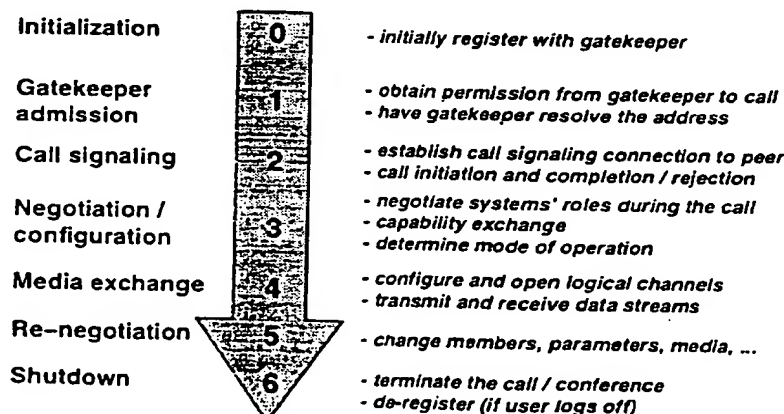 Initialization 0 - initially register with gatekeeper
Gatekeeper admission 1 - obtain permission from gatekeeper to call
- have gatekeeper resolve the address
Call signaling 2 - establish call signaling connection to peer
- call initiation and completion / rejection
Negotiation / configuration 3 - negotiate systems' roles during the call
- capability exchange
- determine mode of operation
Media exchange 4 - configure and open logical channels
- transmit and receive data streams
Re-negotiation 5 - change members, parameters, media, ...
Shutdown 6 - terminate the call / conference
- de-register (if user logs off)